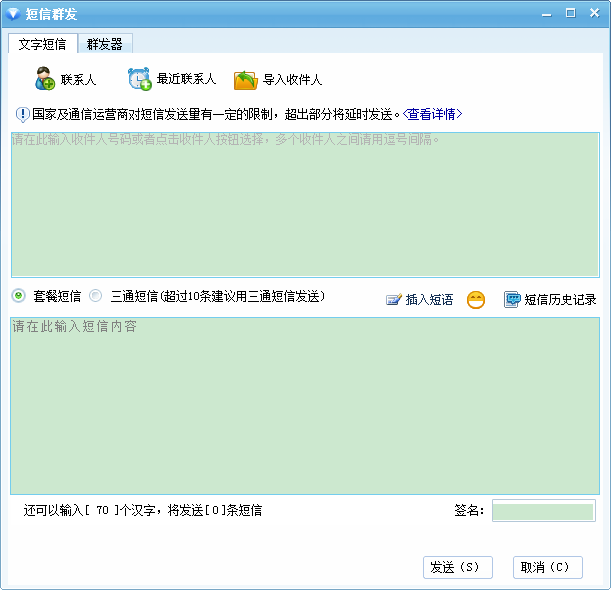 短信群发
文字短信 群发器
联系人 最近联系人 导入收件人
国家及通信运营商对短信发送量有一定的限制，超出部分将延时发送。<查看详情>
请在此输入收件人号码或者点击收件人按钮选择，多个收件人之间请用逗号间隔。
套餐短信 三通短信(超过10条建议用三通短信发送) 插入短语 短信历史记录
请在此输入短信内容
还可以输入[ 70 ]个汉字，将发送[0]条短信 签名：
发送（S） 取消（C）